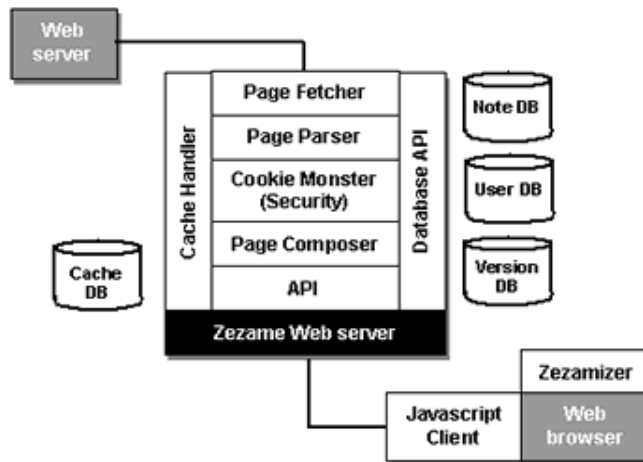 Web
server
Page Fetcher
Page Parser
Cookie Monster
(Security)
Page Composer
API
Cache Handler
Database API
Zezame Web server
Note DB
User DB
Version
DB
Cache
DB
Zezamizer
Javascript
Client
Web
browser